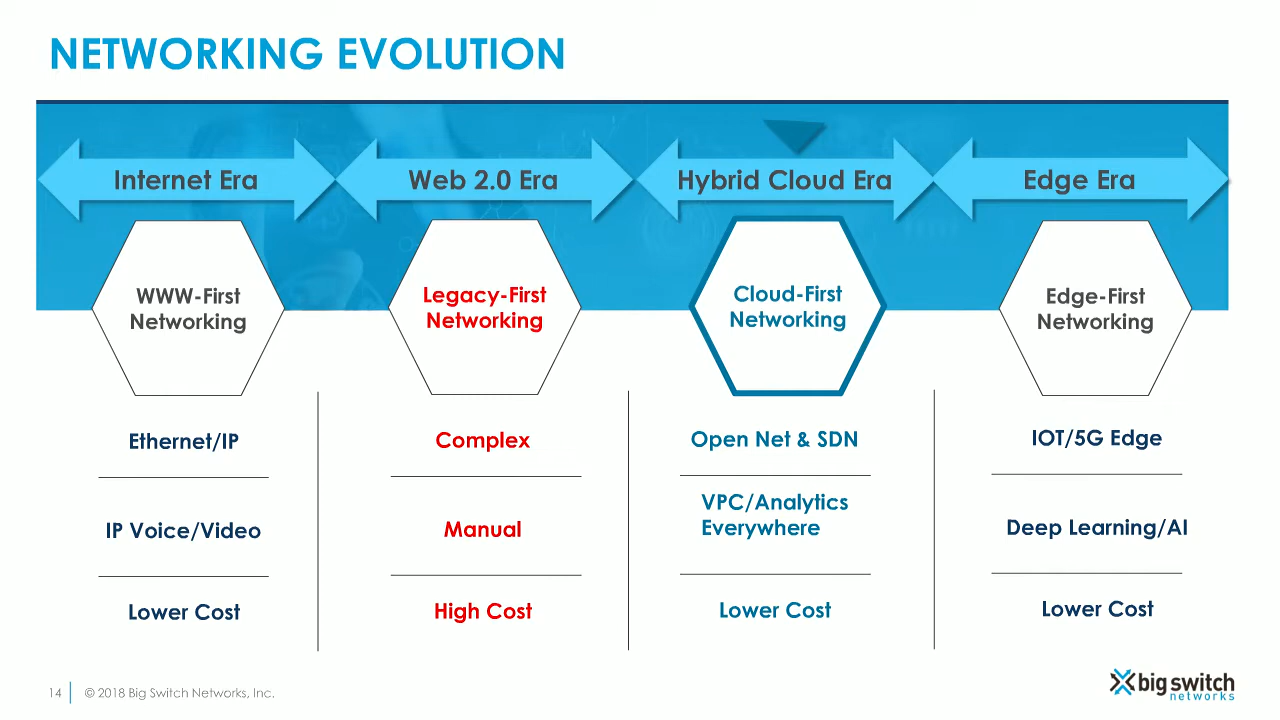 NETWORKING EVOLUTION
Internet Era
Web 2.0 Era
Hybrid Cloud Era
Edge Era
WWW-First
Networking
Legacy-First
Networking
Cloud-First
Networking
Edge-First
Networking
Ethernet/IP
Complex
Open Net & SDN
IOT/5G Edge
IP Voice/Video
Manual
VPC/Analytics
Everywhere
Deep Learning/AI
Lower Cost
High Cost
Lower Cost
Lower Cost
14
© 2018 Big Switch Networks, Inc.
big switch
networks